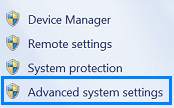 Device Manager
Remote settings
System protection
Advanced system settings